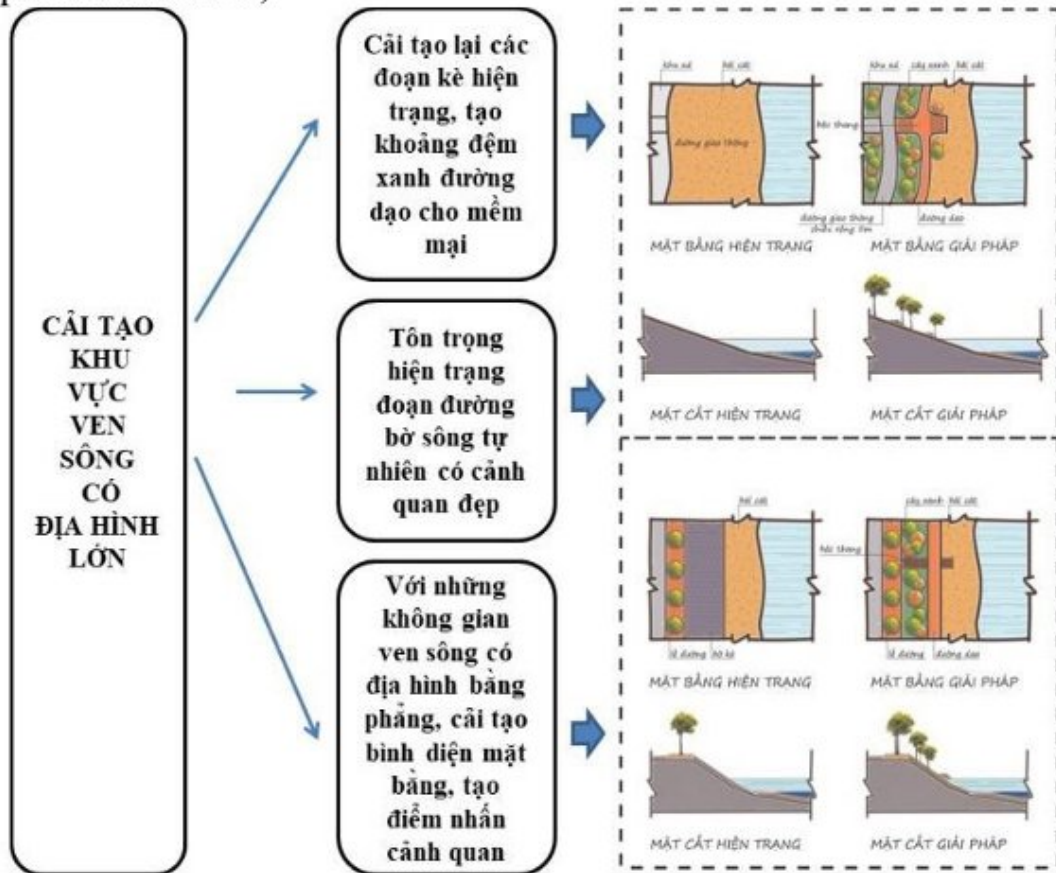 CẢI TẠO
KHU
VỰC
VEN
SÔNG
CÓ
ĐỊA HÌNH
LỚN
Cải tạo lại các
đoạn kè hiện
trạng, tạo
khoảng đệm
xanh đường
dạo cho mềm
mại
Tôn trọng
hiện trạng
đoạn đường
bờ sông tự
nhiên có cảnh
quan đẹp
Với những
không gian
ven sông có
địa hình bằng
phẳng, cải tạo
bình diện mặt
bằng, tạo
điểm nhấn
cảnh quan
khu xd
bãi cát
đường giao thông
MẶT BẰNG HIỆN TRẠNG
khu xd
cây xanh
bãi cát
bậc thang
đường giao thông
đường dạo
MẶT BẰNG GIẢI PHÁP
MẶT CẮT HIỆN TRẠNG
MẶT CẮT GIẢI PHÁP
bãi cát
lề đường
bờ kè
MẶT BẰNG HIỆN TRẠNG
cây xanh
bãi cát
bậc thang
lề đường
đường dạo
MẶT BẰNG GIẢI PHÁP
MẶT CẮT HIỆN TRẠNG
MẶT CẮT GIẢI PHÁP